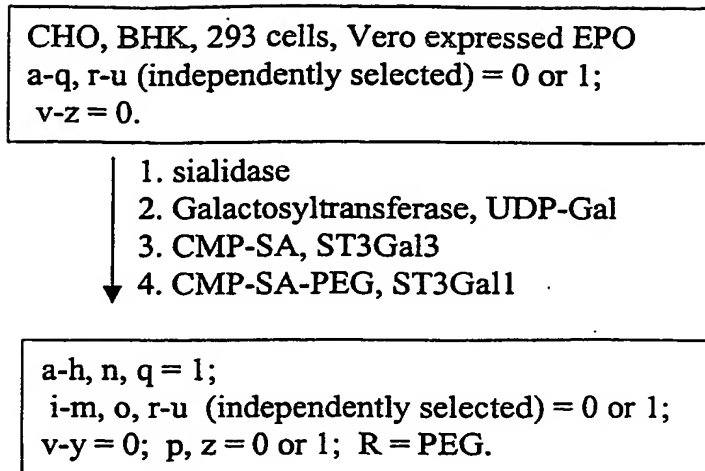 CHO, BHK, 293 cells, Vero expressed EPO
a-q, r-u (independently selected) = 0 or 1;
v-z = 0.
1. sialidase
2. Galactosyltransferase, UDP-Gal
3. CMP-SA, ST3Gal3
4. CMP-SA-PEG, ST3Gal1
a-h, n, q = 1;
i-m, o, r-u (independently selected) = 0 or 1;
v-y = 0; p, z = 0 or 1; R = PEG.